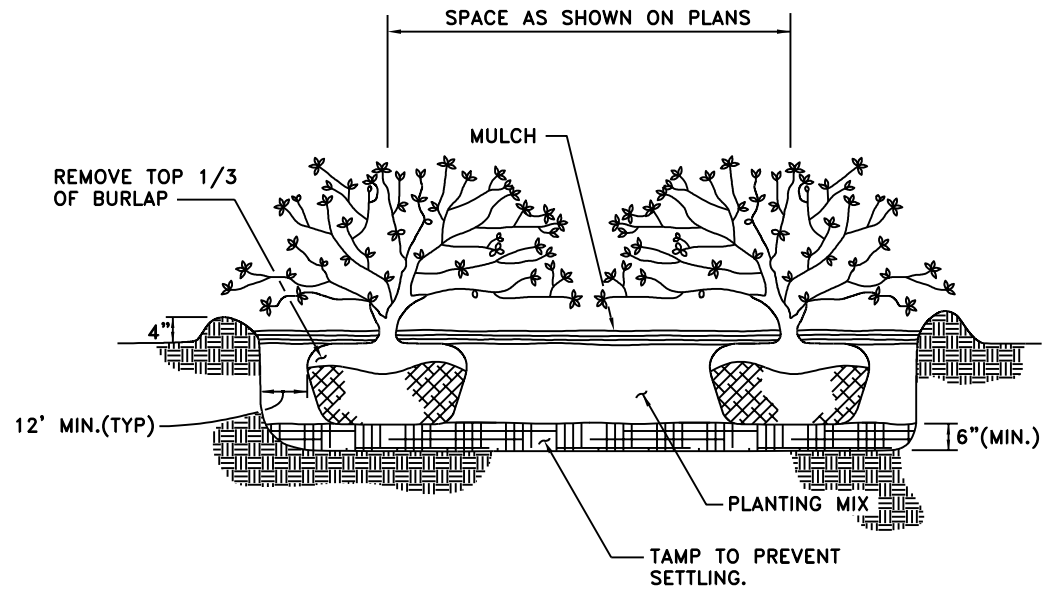 SPACE AS SHOWN ON PLANS
MULCH
REMOVE TOP 1/3
OF BURLAP
4"
12' MIN.(TYP)
6"(MIN.)
PLANTING MIX
TAMP TO PREVENT
SETTLING.